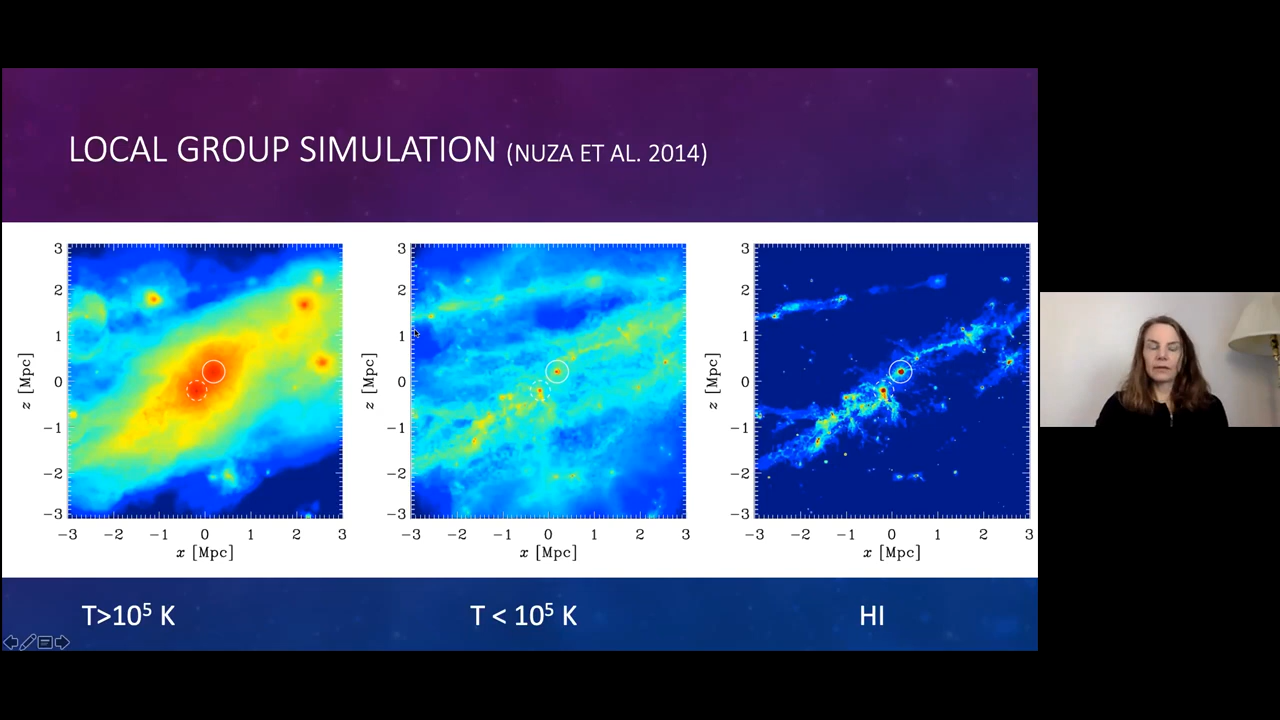 LOCAL GROUP SIMULATION (NUZA ET AL. 2014)
3
2
1
0
−1
−2
−3
z [Mpc]
−3 −2 −1 0 1 2 3
x [Mpc]
3
2
1
0
−1
−2
−3
z [Mpc]
−3 −2 −1 0 1 2 3
x [Mpc]
3
2
1
0
−1
−2
−3
z [Mpc]
−3 −2 −1 0 1 2 3
x [Mpc]
T>10⁵ K
T < 10⁵ K
HI